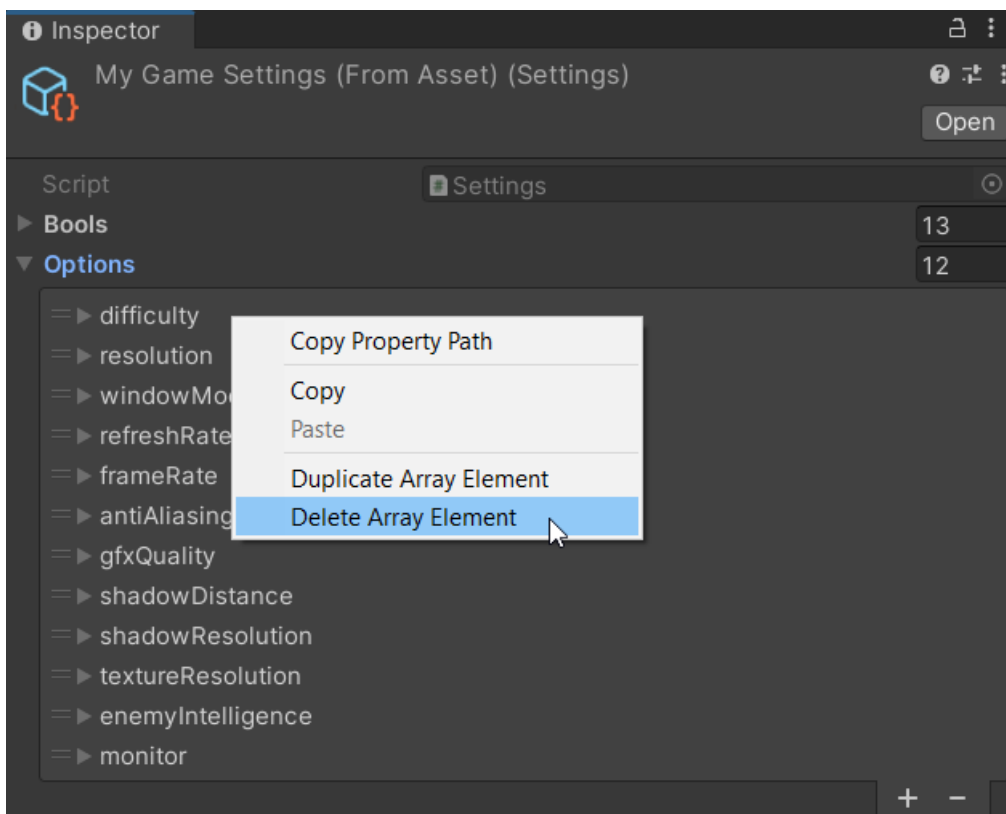 Inspector
My Game Settings (From Asset) (Settings)
Open
Script
Settings
Bools
13
Options
12
difficulty
resolution
refreshRate
frameRate
antiAliasing
gfxQuality
shadowDistance
shadowResolution
textureResolution
enemyIntelligence
monitor
Copy Property Path
Copy
Paste
Duplicate Array Element
Delete Array Element